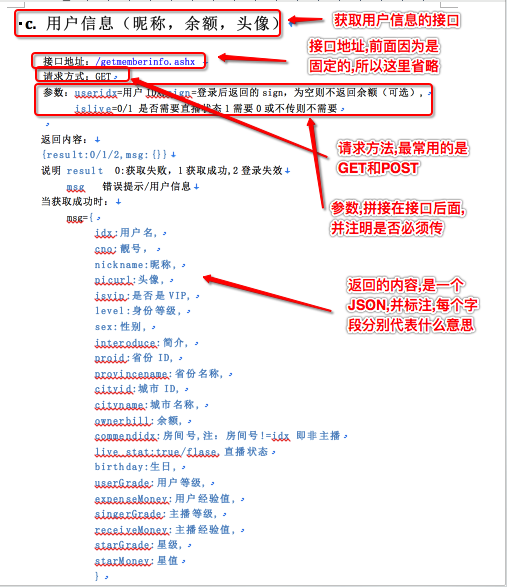 c. 用户信息（昵称，余额，头像）
获取用户信息的接口
接口地址，前面因为是
固定的，所以这里省略
接口地址：/getmemberinfo.ashx
请求方式：GET
参数：useridx=用户 sign=登录后返回的 sign，为空则不返回余额（可选），
islive=0/1 是否需要直播状态 1 需要 0 或不传则不需要
请求方法，最常用的是
GET和POST
参数，拼接在接口后面，
并注明是否必须传
返回内容：
{result:0/1/2,msg:{}}
说明 result 0:获取失败，1 获取成功,2 登录失效
msg 错误提示/用户信息
当获取成功时：
msg={
idx:用户名，
cno:靓号，
nickname:昵称，
picurl:头像，
isvip:是否是 VIP，
level:身份等级，
sex:性别，
interoduce:简介，
proid:省份 ID，
provincename:省份名称，
cityid:城市 ID，
cityname:城市名称，
ownerbill:余额，
commendidx:房间号,注：房间号!=idx 即非主播
live_stat:true/flase，直播状态
birthday:生日，
userGrade:用户等级，
expenseMoney:用户经验值，
singerGrade:主播等级，
receiveMoney:主播经验值，
starGrade:星级，
starMoney:星值
}
返回的内容，是一个
JSON，并标注，每个字
段分别代表什么意思